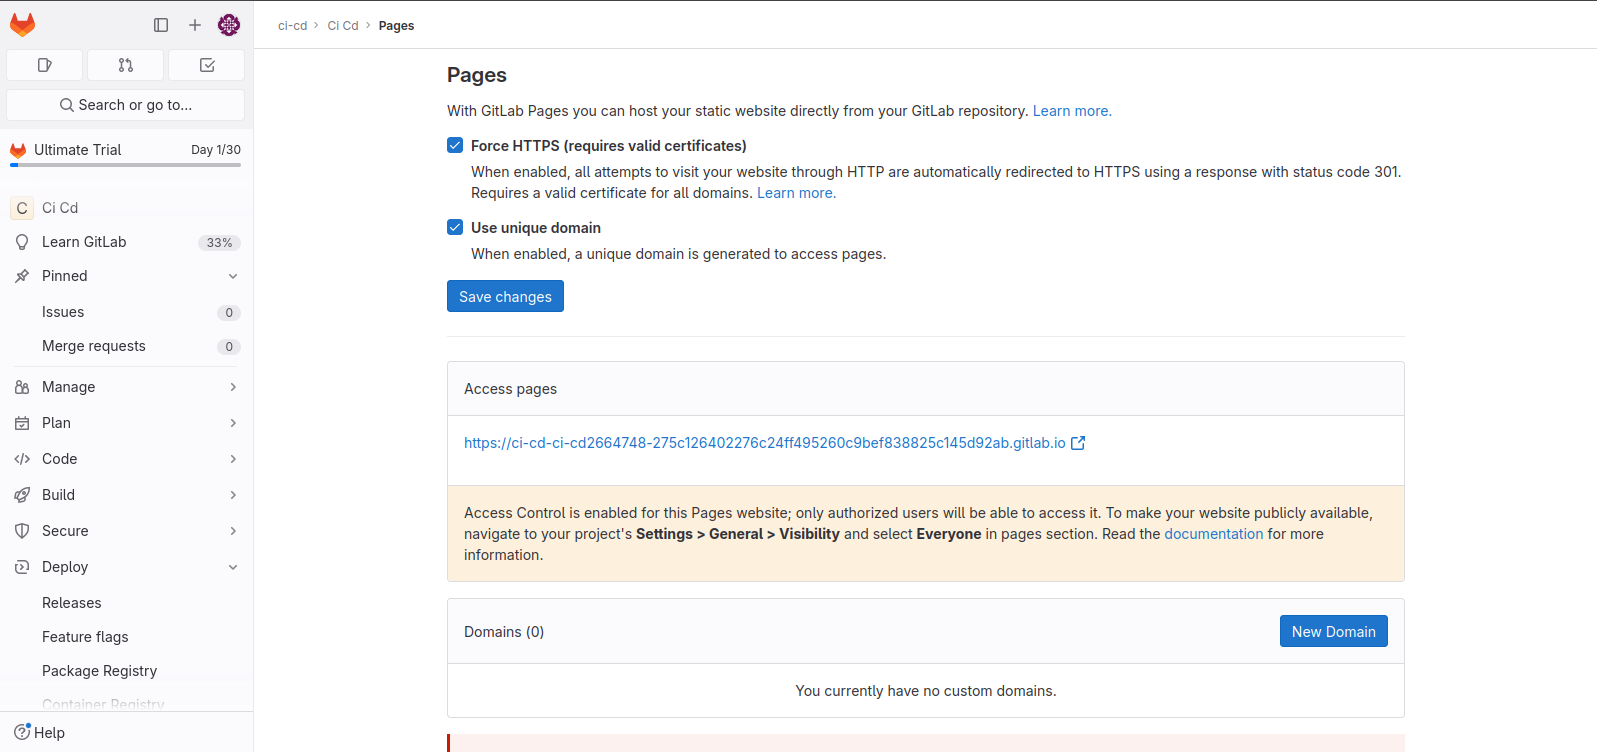 ci-cd > Ci Cd > Pages
Search or go to...
Ultimate Trial Day 1/30
C Ci Cd
Learn GitLab 33%
Pinned
Issues 0
Merge requests 0
Manage
Plan
Code
Build
Secure
Deploy
Releases
Feature flags
Package Registry
Container Registry
Help
Pages
With GitLab Pages you can host your static website directly from your GitLab repository. Learn more.
Force HTTPS (requires valid certificates)
When enabled, all attempts to visit your website through HTTP are automatically redirected to HTTPS using a response with status code 301.
Requires a valid certificate for all domains. Learn more.
Use unique domain
When enabled, a unique domain is generated to access pages.
Save changes
Access pages
https://ci-cd-ci-cd2664748-275c126402276c24ff495260c9bef838825c145d92ab.gitlab.io
Access Control is enabled for this Pages website; only authorized users will be able to access it. To make your website publicly available,
navigate to your project's Settings > General > Visibility and select Everyone in pages section. Read the documentation for more
information.
Domains (0) New Domain
You currently have no custom domains.